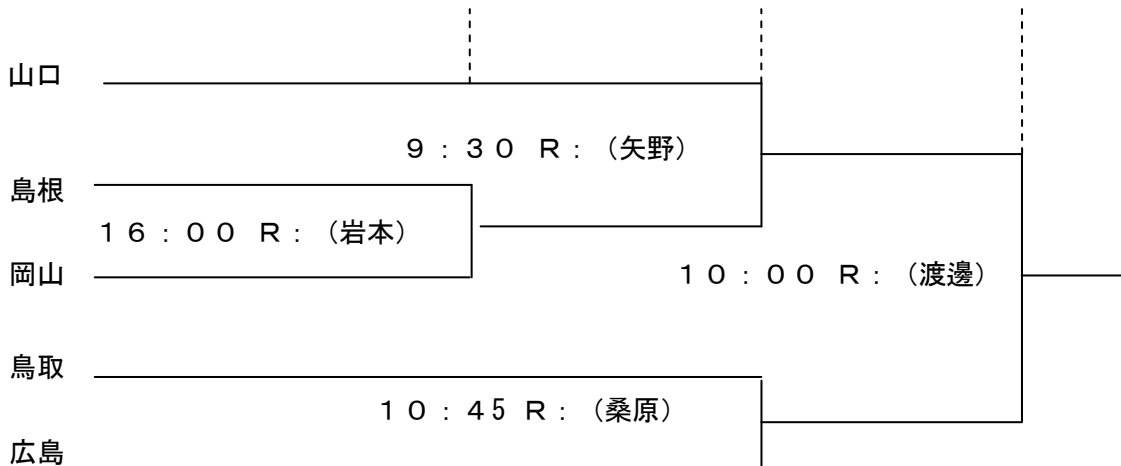 山口
９：３０ Ｒ：（矢野）
島根
１６：００ Ｒ：（岩本）
岡山
１０：００ Ｒ：（渡邊）
鳥取
１０：４５ Ｒ：（桑原）
広島